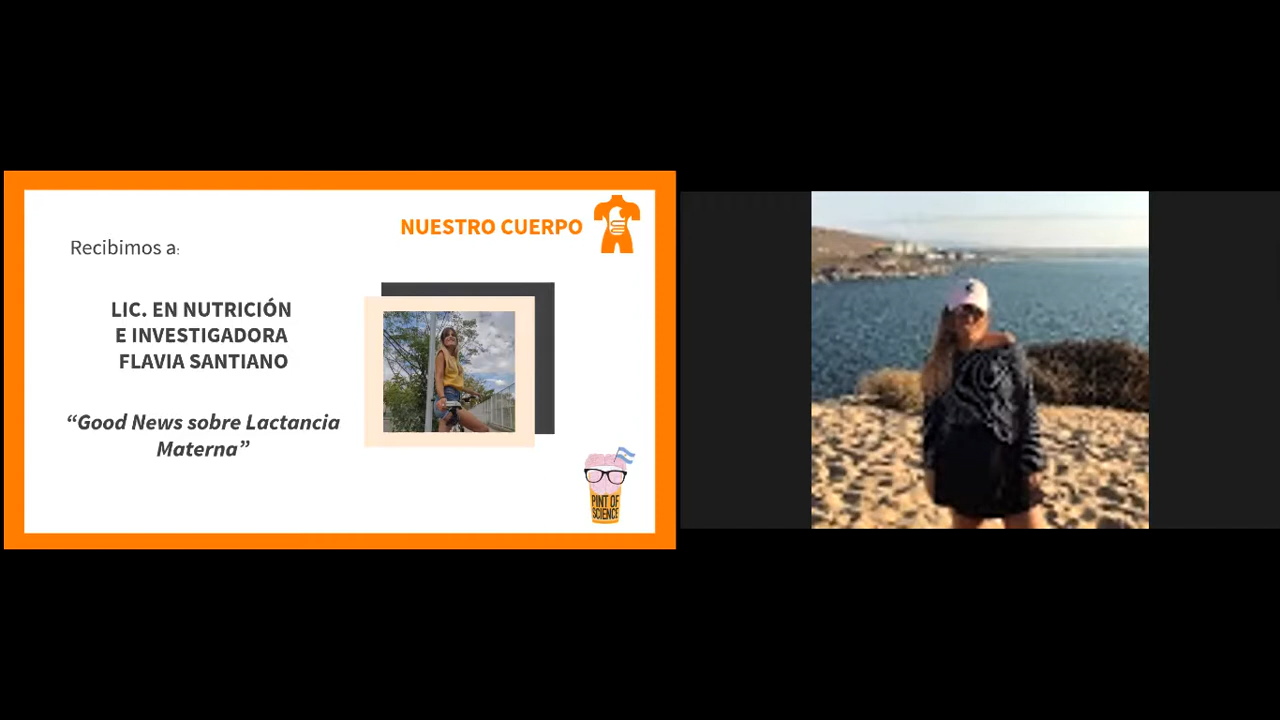 NUESTRO CUERPO
Recibimos a:
LIC. EN NUTRICIÓN
E INVESTIGADORA
FLAVIA SANTIANO
“Good News sobre Lactancia
Materna”
PINT OF
SCIENCE